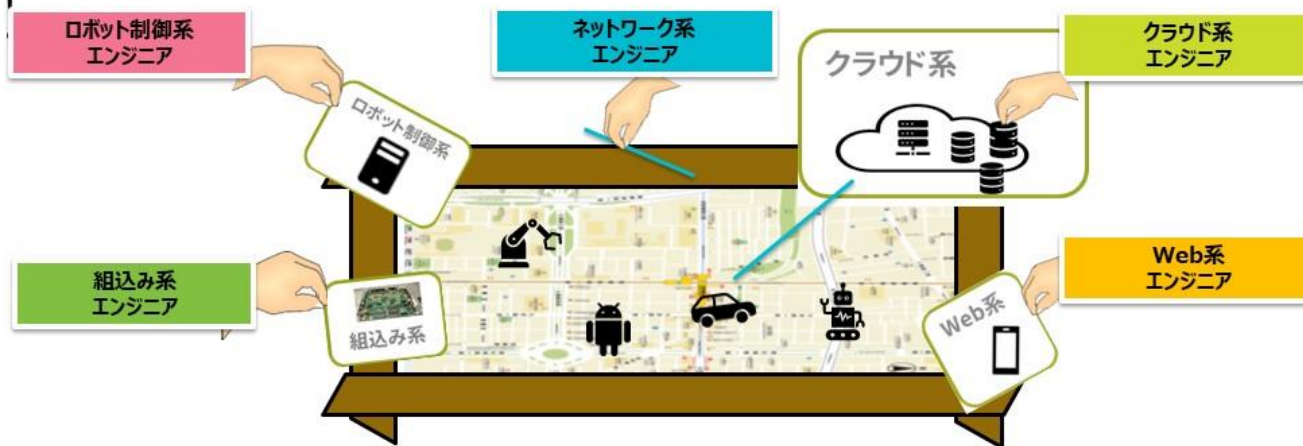 ロボット制御系
エンジニア
ネットワーク系
エンジニア
クラウド系
エンジニア
クラウド系
ロボット制御系
組込み系
エンジニア
組込み系
Web系
エンジニア
Web系